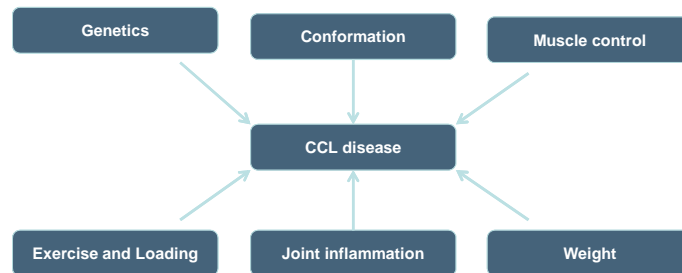 Genetics
Conformation
Muscle control
CCL disease
Exercise and Loading
Joint inflammation
Weight